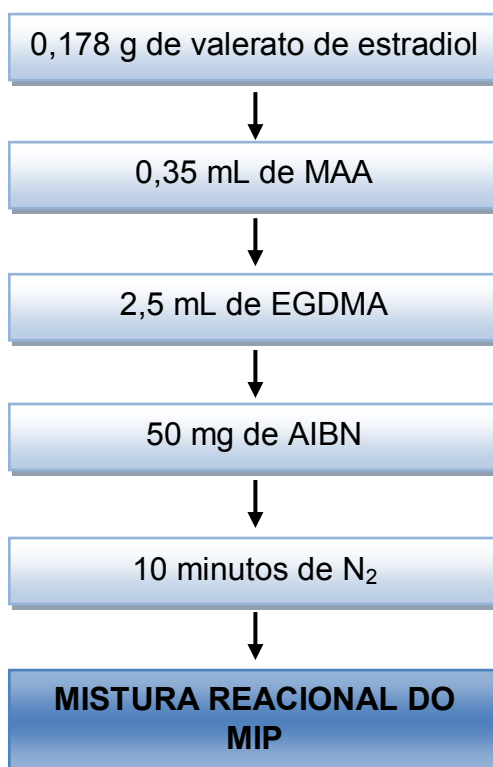 0,178 g de valerato de estradiol
0,35 mL de MAA
2,5 mL de EGDMA
50 mg de AIBN
10 minutos de N₂
MISTURA REACIONAL DO
MIP